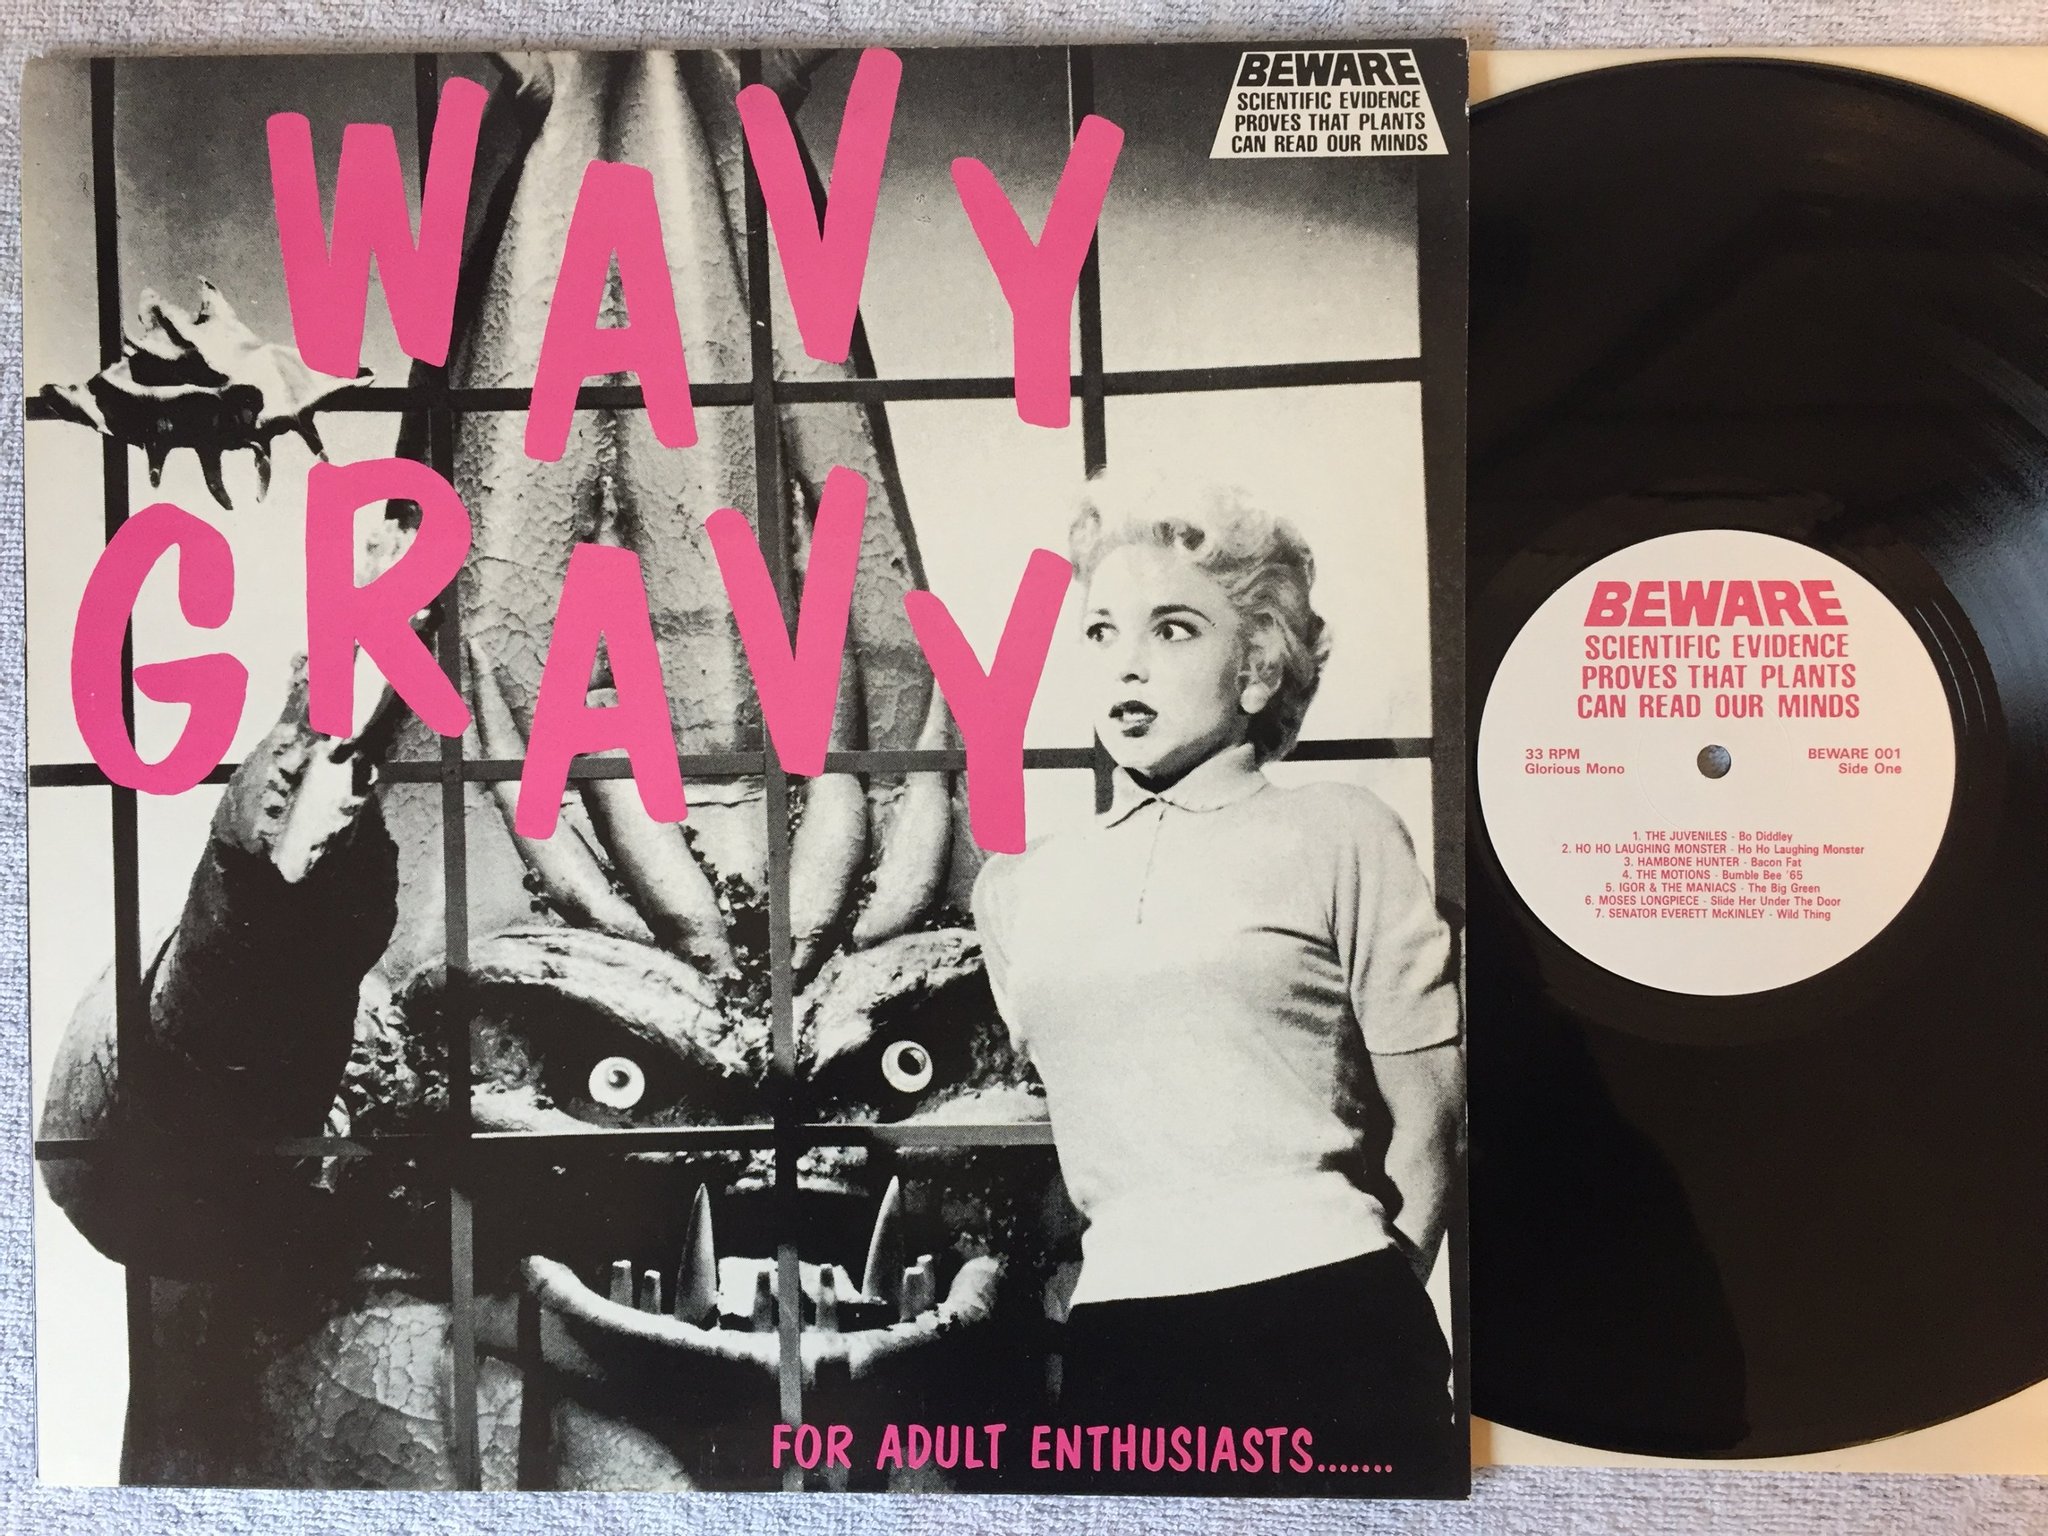 WAVY
GRAVY
BEWARE
SCIENTIFIC EVIDENCE
PROVES THAT PLANTS
CAN READ OUR MINDS
FOR ADULT ENTHUSIASTS.......
BEWARE
SCIENTIFIC EVIDENCE
PROVES THAT PLANTS
CAN READ OUR MINDS
33 RPM
Glorious Mono
BEWARE 001
Side One
1. THE JUVENILES - Bo Diddley
2. HO HO LAUGHING MONSTER - Ho Ho Laughing Monster
3. HAMBONE HUNTER - Bacon Fat
4. THE MOTIONS - Bumble Bee '65
5. IGOR & THE MANIACS - The Big Green
6. MOSES LONGPIECE - Slide Her Under The Door
7. SENATOR EVERETT McKINLEY - Wild Thing